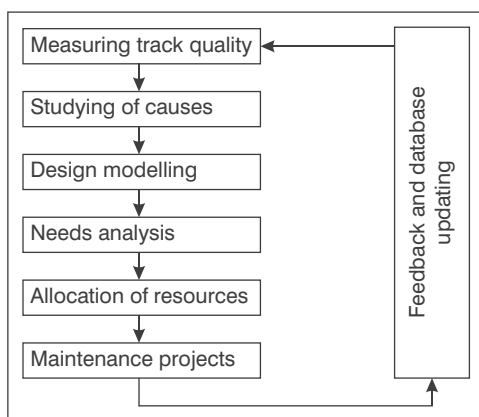 Measuring track quality
Studying of causes
Design modelling
Needs analysis
Allocation of resources
Maintenance projects
Feedback and database
updating